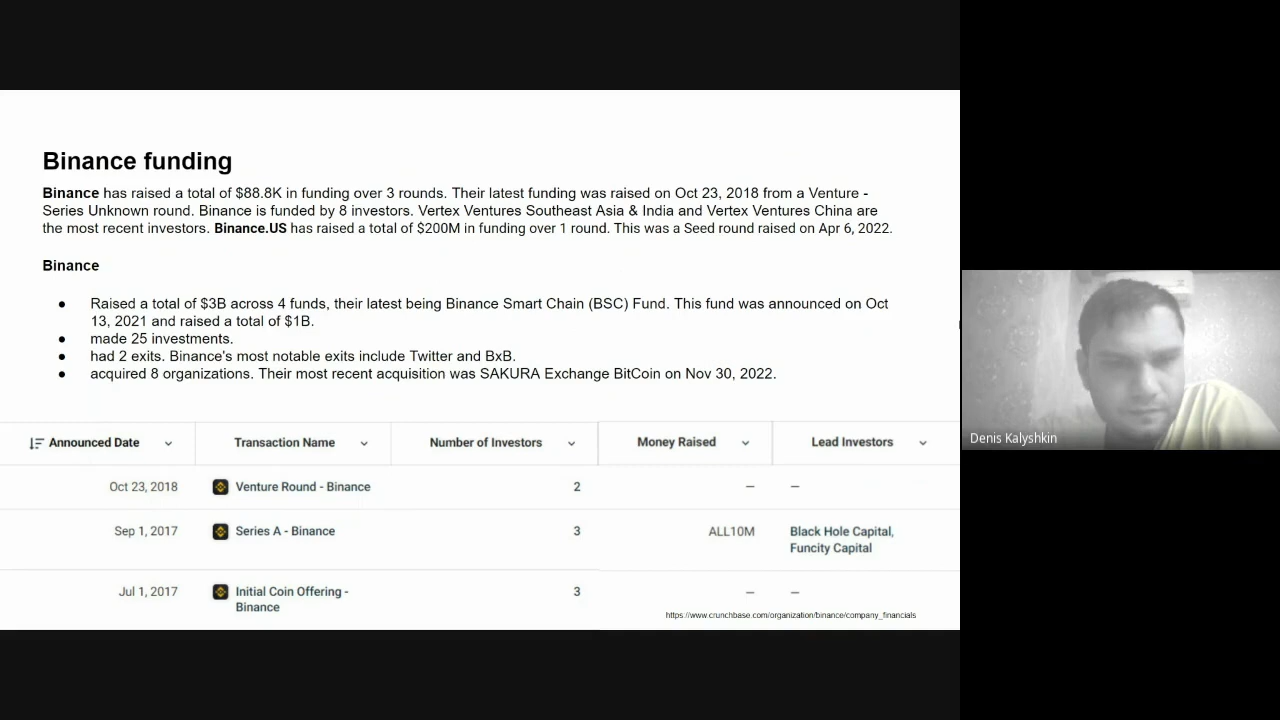 Binance funding
Binance has raised a total of $88.8K in funding over 3 rounds. Their latest funding was raised on Oct 23, 2018 from a Venture -
Series Unknown round. Binance is funded by 8 investors. Vertex Ventures Southeast Asia & India and Vertex Ventures China are
the most recent investors. Binance.US has raised a total of $200M in funding over 1 round. This was a Seed round raised on Apr 6, 2022.
Binance
● Raised a total of $3B across 4 funds, their latest being Binance Smart Chain (BSC) Fund. This fund was announced on Oct
13, 2021 and raised a total of $1B.
● made 25 investments.
● had 2 exits. Binance's most notable exits include Twitter and BxB.
● acquired 8 organizations. Their most recent acquisition was SAKURA Exchange BitCoin on Nov 30, 2022.
Announced Date Transaction Name Number of Investors Money Raised Lead Investors
Oct 23, 2018 Venture Round - Binance 2 — —
Sep 1, 2017 Series A - Binance 3 ALL10M Black Hole Capital,
Funcity Capital
Jul 1, 2017 Initial Coin Offering - 3 — —
Binance
https://www.crunchbase.com/organization/binance/company_financials
Denis Kalyshkin